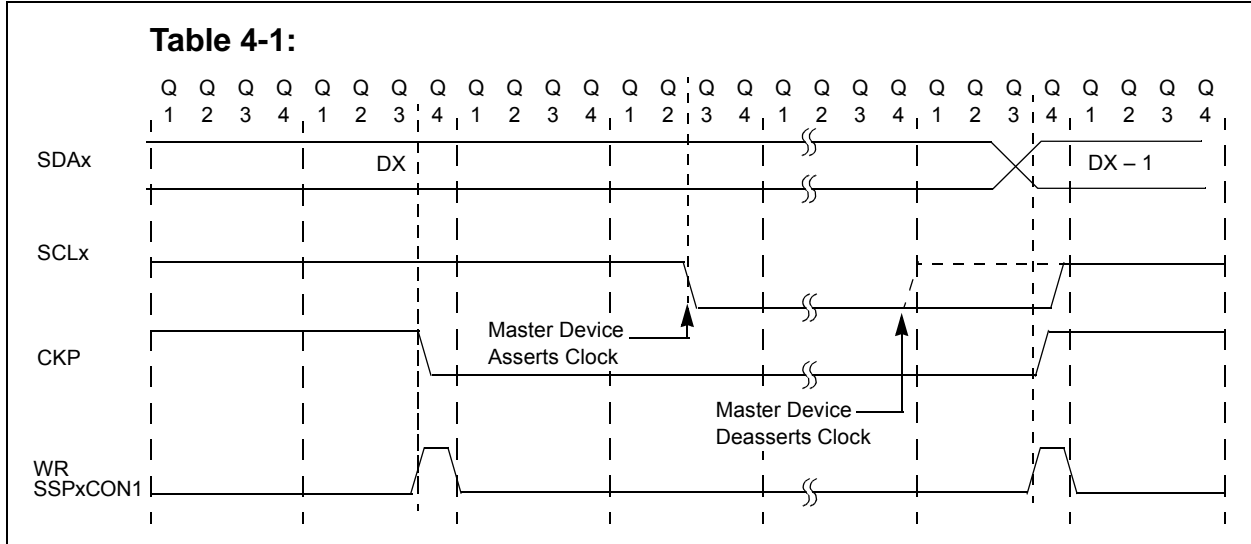 Table 4-1:
Q Q Q Q Q Q Q Q Q Q Q Q Q Q Q Q Q Q Q Q Q Q Q Q Q Q Q Q
1 2 3 4 1 2 3 4 1 2 3 4 1 2 3 4 1 2 3 4 1 2 3 4 1 2 3 4
SDAx
DX
DX – 1
SCLx
Master Device
Asserts Clock
CKP
Master Device
Deasserts Clock
WR
SSPxCON1